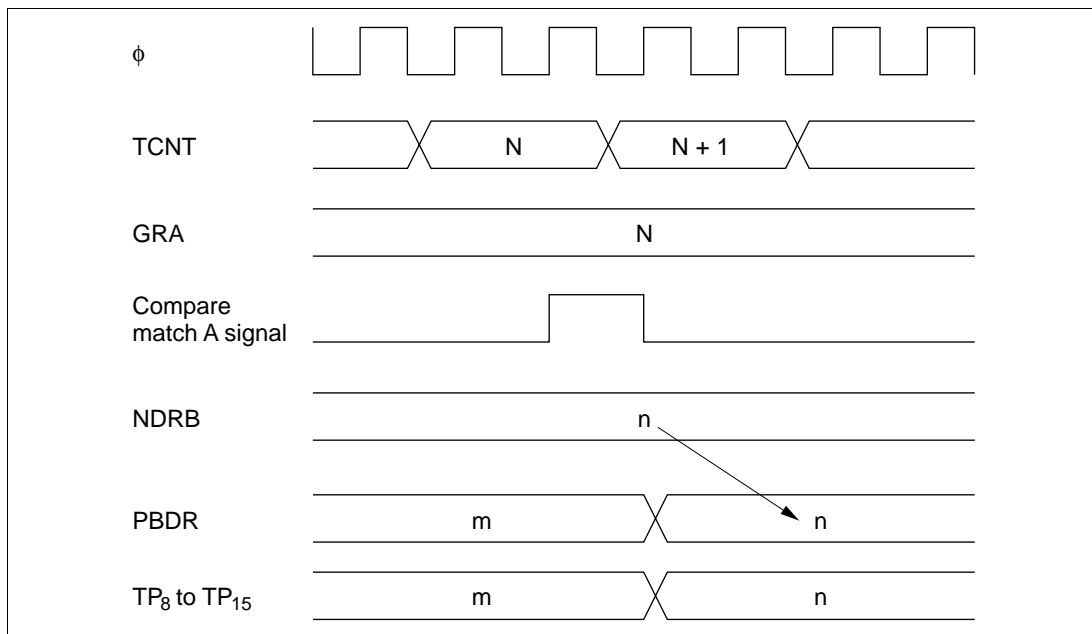 ϕ
TCNT
N
N + 1
GRA
N
Compare
match A signal
NDRB
n
PBDR
m
n
TP8 to TP15
m
n